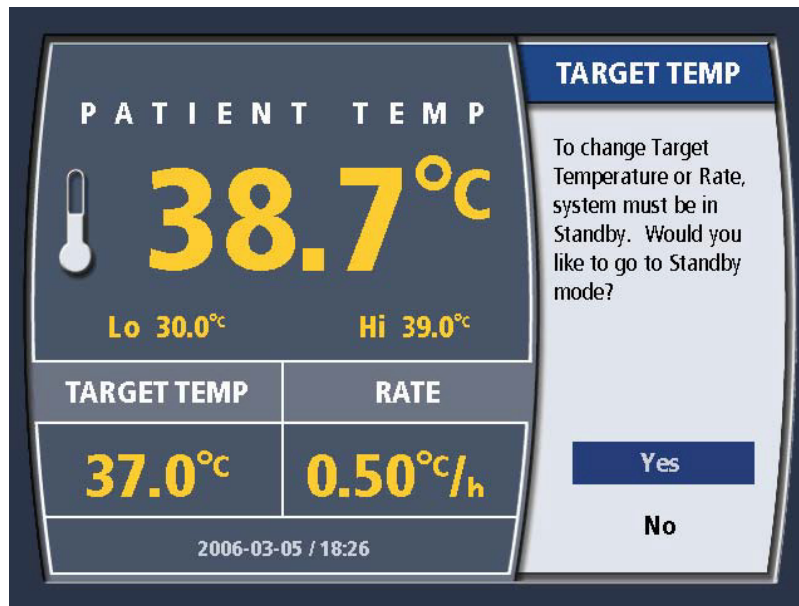 PATIENT TEMP
38.7°C
Lo 30.0°C
Hi 39.0°C
TARGET TEMP
RATE
37.0°C
0.50°C/h
2006-03-05 / 18:26
TARGET TEMP
To change Target
Temperature or Rate,
system must be in
Standby. Would you
like to go to Standby
mode?
Yes
No